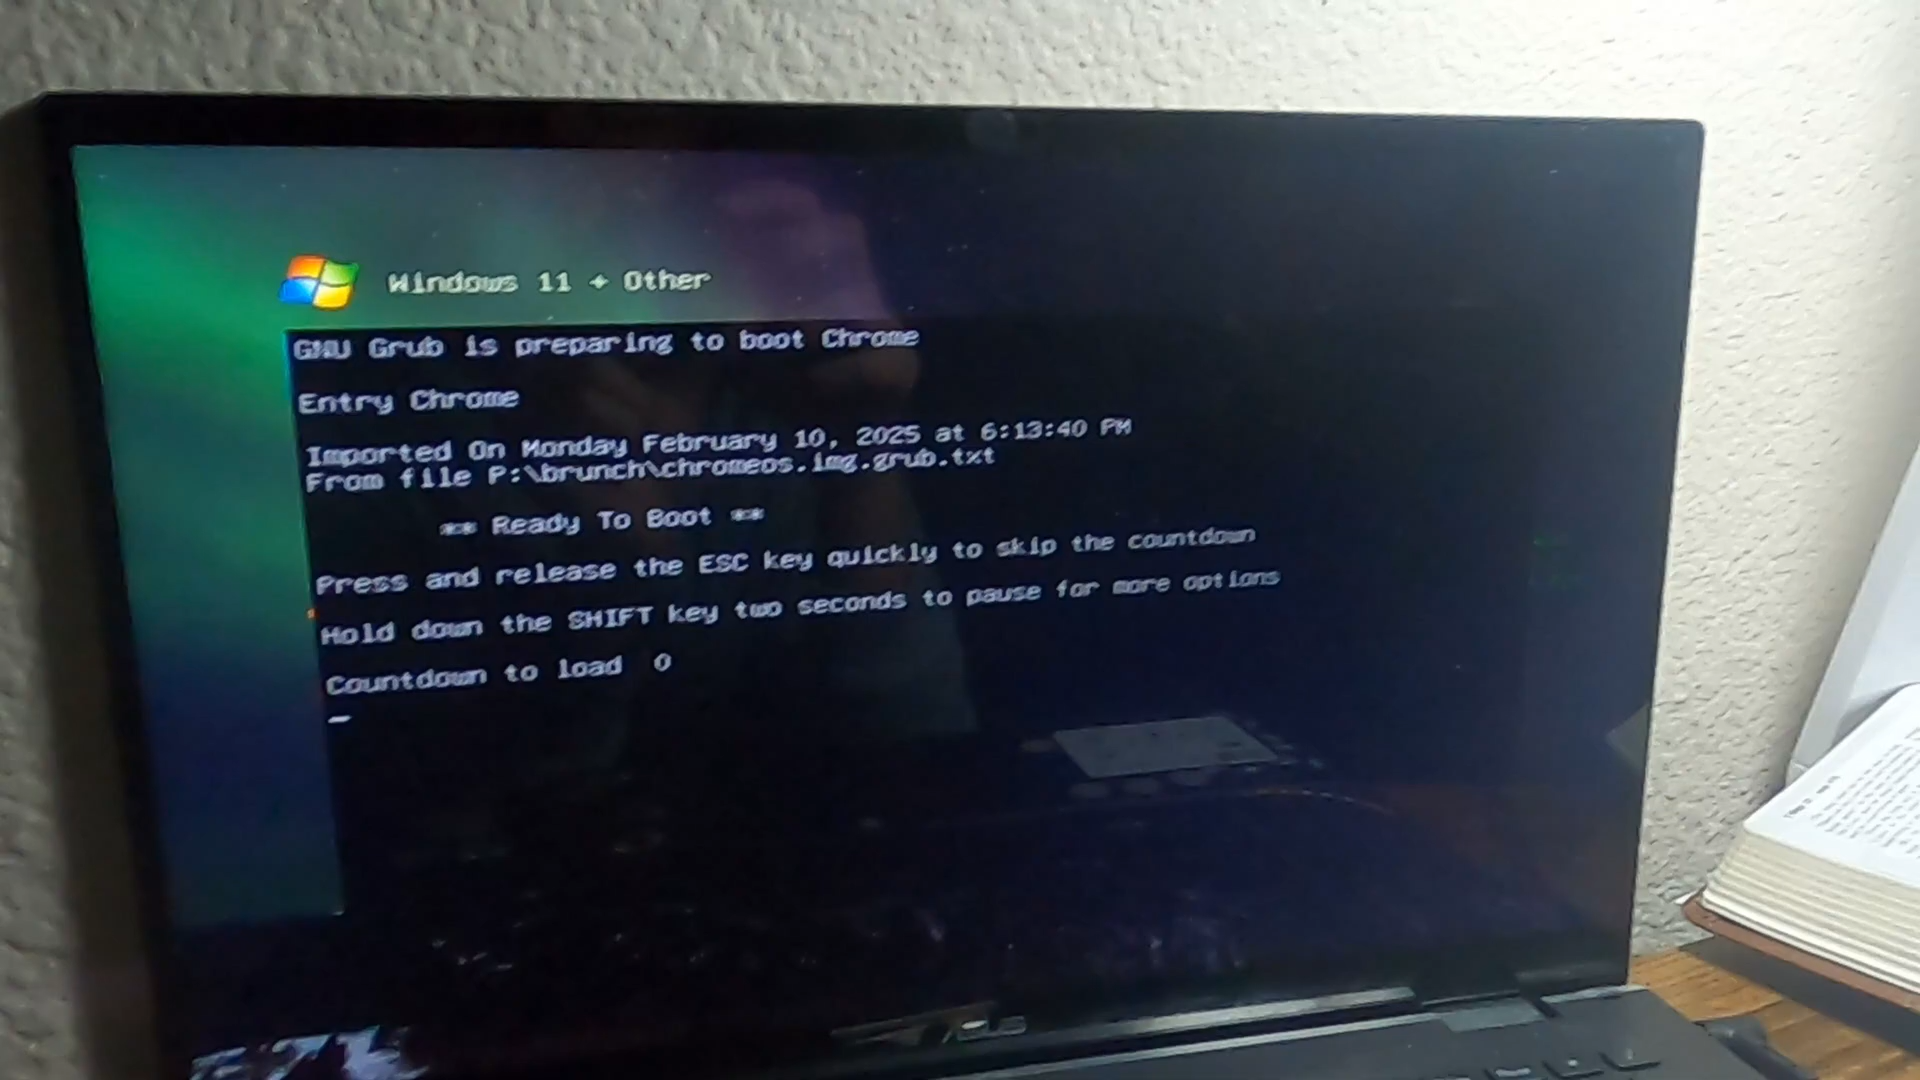 Windows 11 + Other
GNU Grub is preparing to boot Chrome
Entry Chrome
Imported On Monday February 10, 2025 at 6:13:40 PM
From file P:\brunch\chromeos.img.grub.txt
** Ready To Boot **
Press and release the ESC key quickly to skip the countdown
Hold down the SHIFT key two seconds to pause for more options
Countdown to load 0